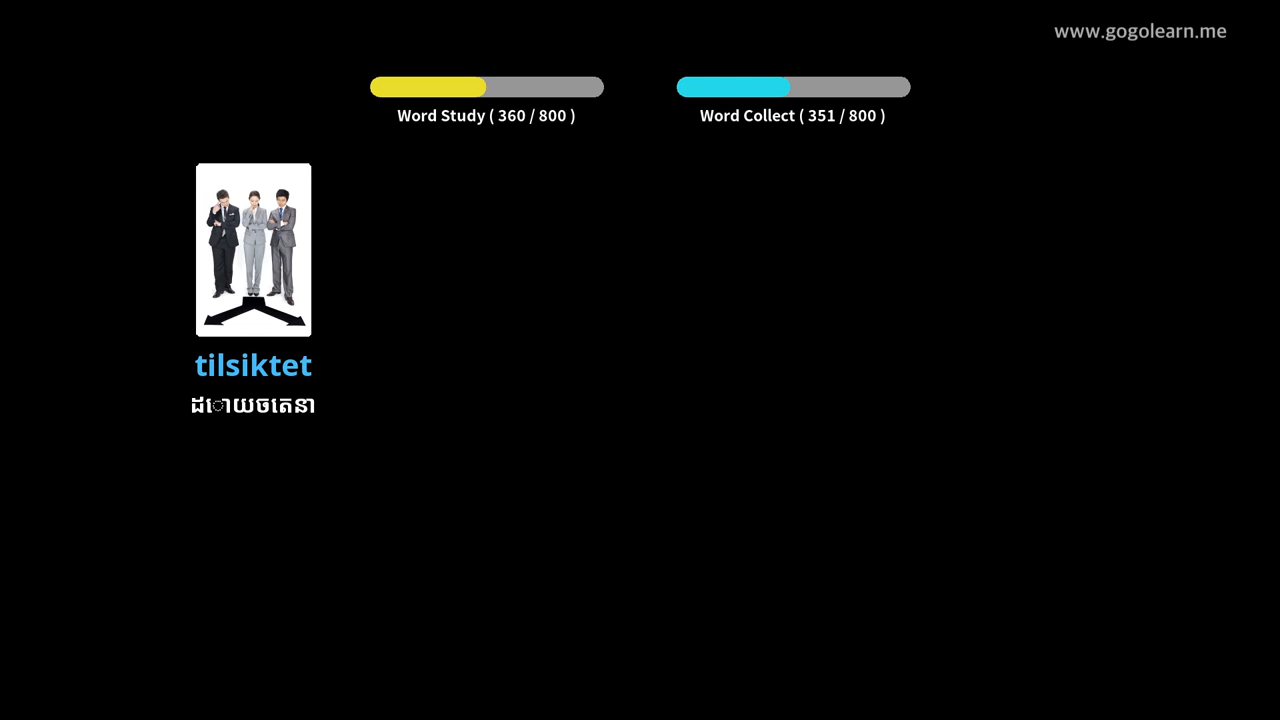 www.gogolearn.me
Word Study ( 360 / 800 )
Word Collect ( 351 / 800 )
tilsiktet
ដោយចតេនា